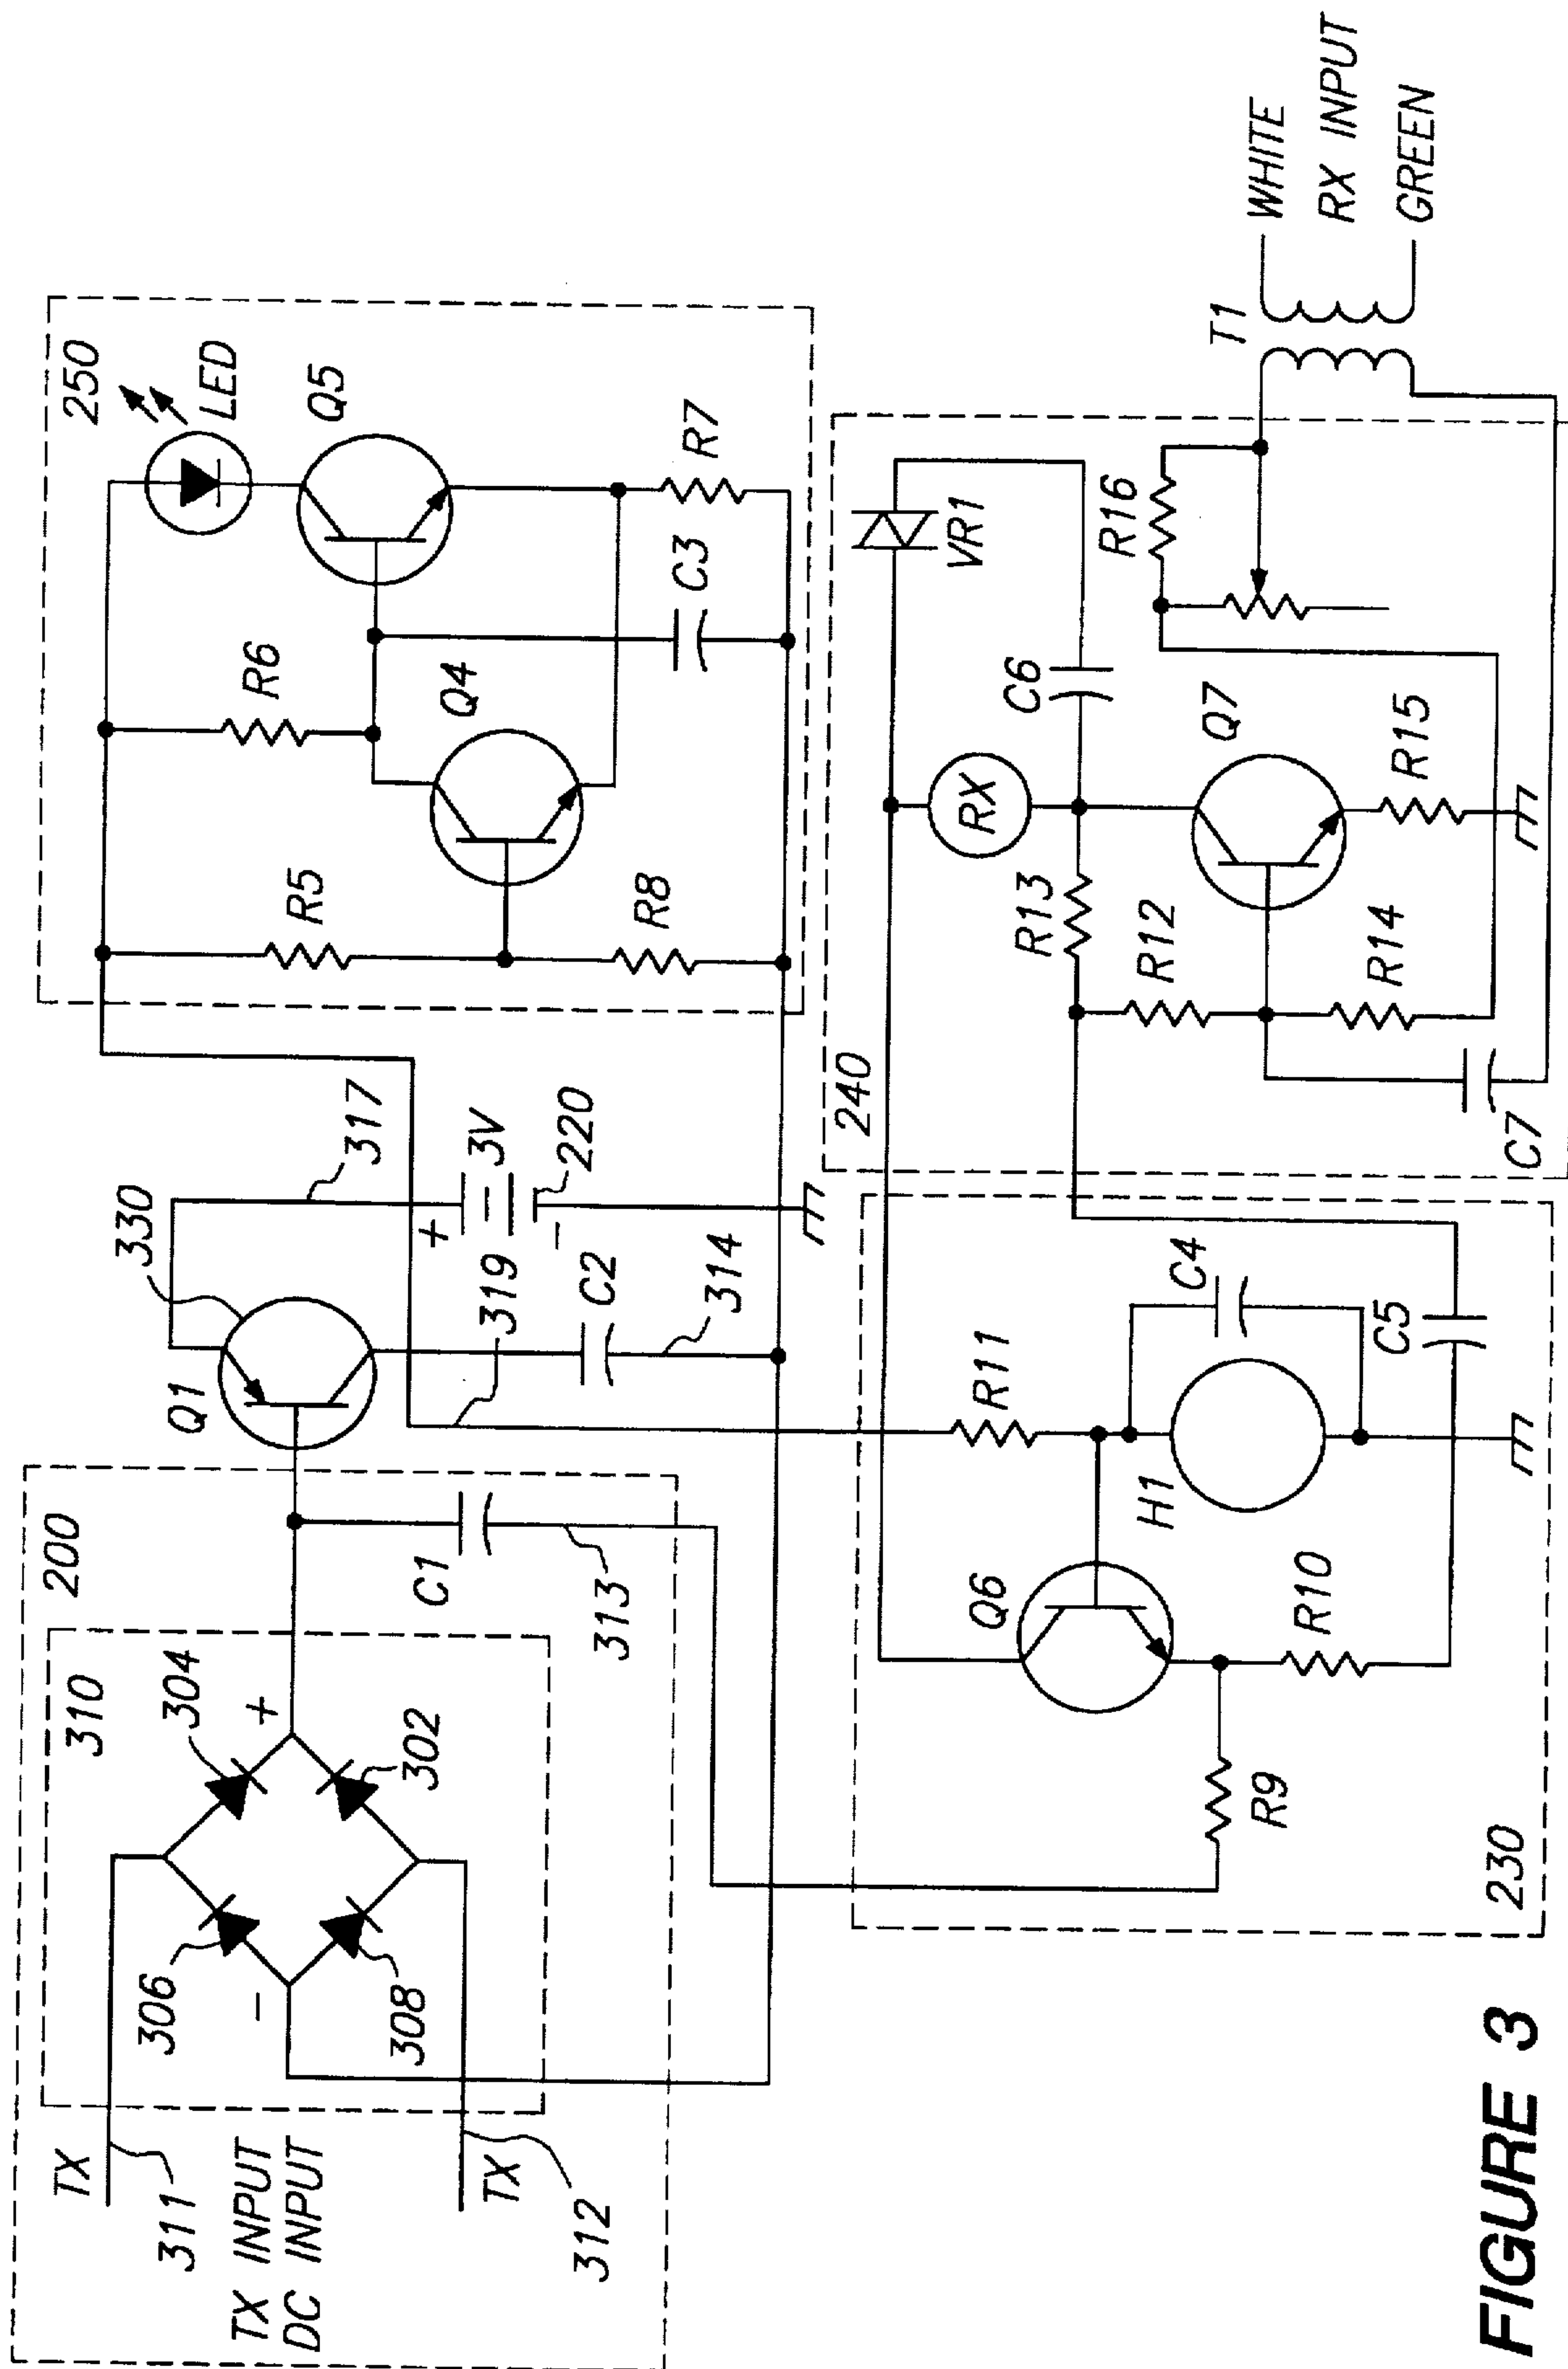 TX
311
TX INPUT
DC INPUT
TX
312
200
310
304
+
302
306
−
308
C1
313
Q1
330
317
+
3V
−
220
319
C2
314
250
LED
Q5
R7
C3
R6
Q4
R5
R8
230
R9
Q6
R10
R11
H1
C4
C5
240
RX
R13
R12
R14
C7
C6
VR1
Q7
R15
R16
T1
WHITE
RX INPUT
GREEN
FIGURE 3